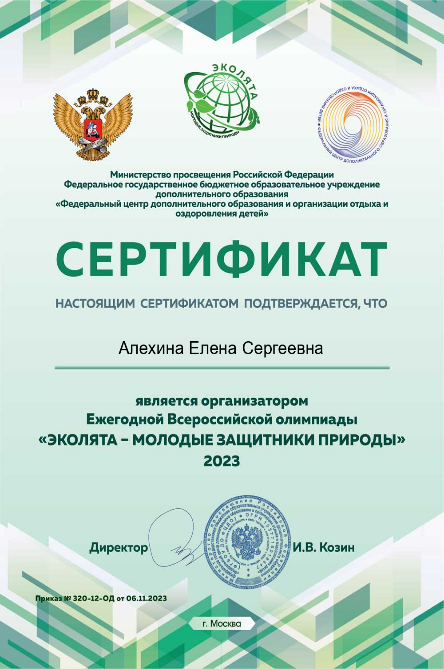 ЭКОЛЯТА
Министерство просвещения Российской Федерации
Федеральное государственное бюджетное образовательное учреждение
дополнительного образования
«Федеральный центр дополнительного образования и организации отдыха и
оздоровления детей»
СЕРТИФИКАТ
НАСТОЯЩИМ СЕРТИФИКАТОМ ПОДТВЕРЖДАЕТСЯ, ЧТО
Алехина Елена Сергеевна
является организатором
Ежегодной Всероссийской олимпиады
«ЭКОЛЯТА – МОЛОДЫЕ ЗАЩИТНИКИ ПРИРОДЫ»
2023
Директор И.В. Козин
Приказ № 320-12-ОД от 06.11.2023
г. Москва